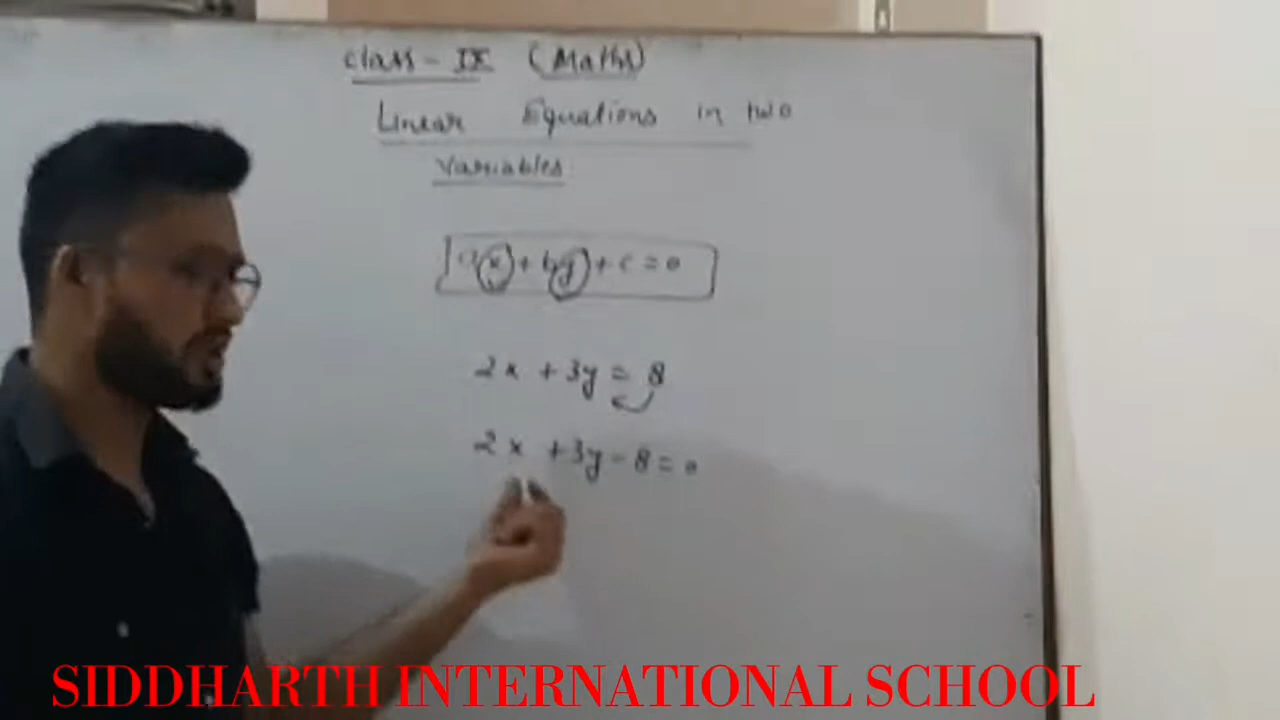 Class - IX (Maths)
Linear Equations in two
Variables
ax + by + c = 0
2x + 3y = 8
2x + 3y - 8 = 0
SIDDHARTH INTERNATIONAL SCHOOL